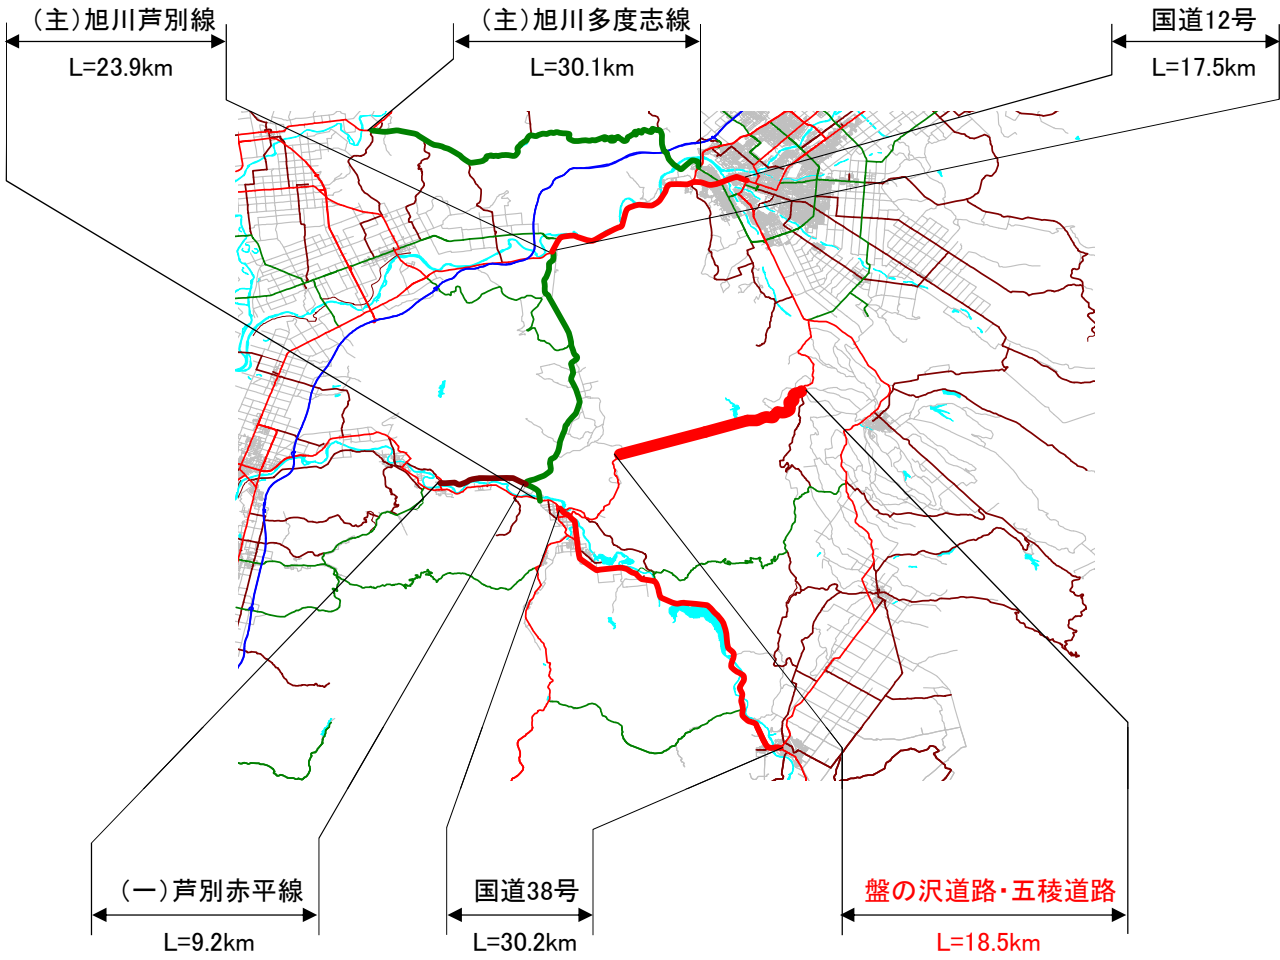 （主）旭川芦別線
L=23.9km
（主）旭川多度志線
L=30.1km
国道12号
L=17.5km
（一）芦別赤平線
L=9.2km
国道38号
L=30.2km
盤の沢道路・五稜道路
L=18.5km